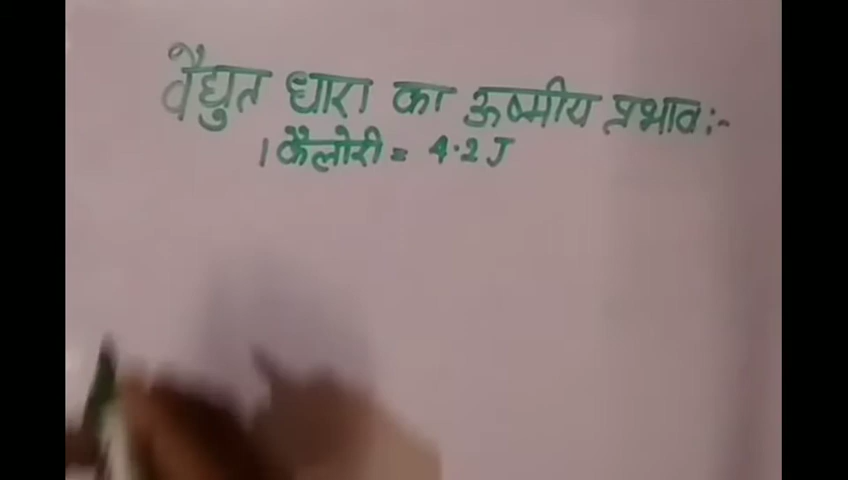 वैद्युत धारा का ऊष्मीय प्रभाव:-
1 कैलोरी = 4.2 J